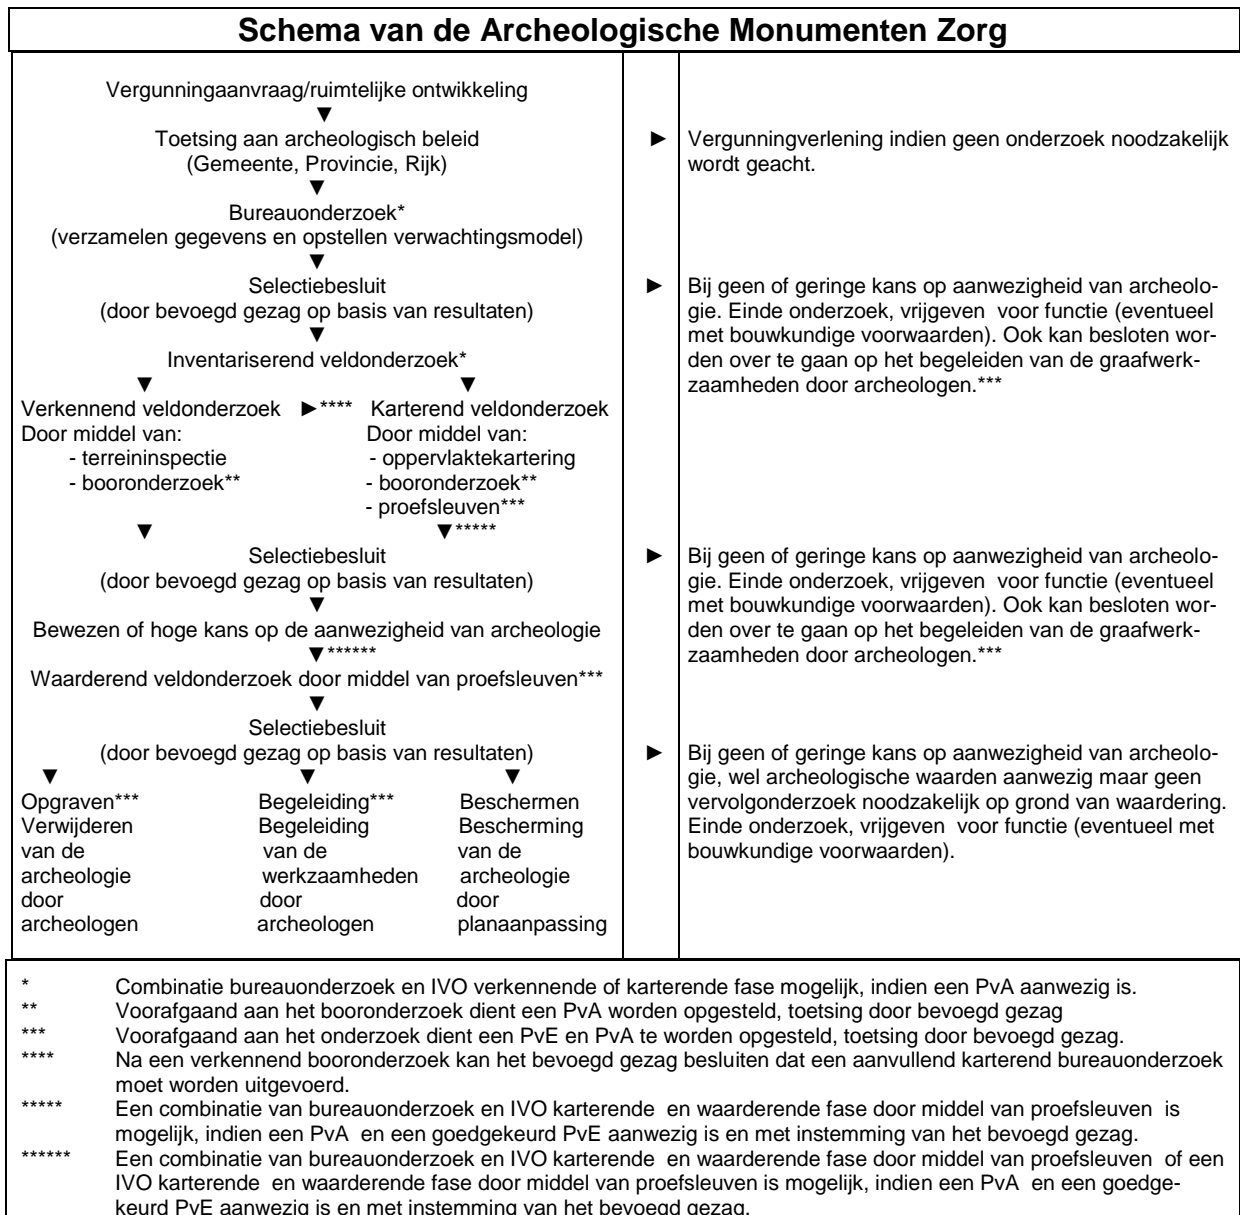 Schema van de Archeologische Monumenten Zorg
Vergunningaanvraag/ruimtelijke ontwikkeling
▼
Toetsing aan archeologisch beleid
(Gemeente, Provincie, Rijk)
► Vergunningverlening indien geen onderzoek noodzakelijk
wordt geacht.
▼
Bureauonderzoek*
(verzamelen gegevens en opstellen verwachtingsmodel)
▼
Selectiebesluit
(door bevoegd gezag op basis van resultaten)
► Bij geen of geringe kans op aanwezigheid van archeolo-
gie. Einde onderzoek, vrijgeven voor functie (eventueel
met bouwkundige voorwaarden). Ook kan besloten wor-
den over te gaan op het begeleiden van de graafwerk-
zaamheden door archeologen.***
▼
Inventariserend veldonderzoek*
▼ ▼
Verkennend veldonderzoek ►**** Karterend veldonderzoek
Door middel van: Door middel van:
- terreininspectie - oppervlaktekartering
- booronderzoek** - booronderzoek**
- proefsleuven***
▼ ▼*****
Selectiebesluit
(door bevoegd gezag op basis van resultaten)
► Bij geen of geringe kans op aanwezigheid van archeolo-
gie. Einde onderzoek, vrijgeven voor functie (eventueel
met bouwkundige voorwaarden). Ook kan besloten wor-
den over te gaan op het begeleiden van de graafwerk-
zaamheden door archeologen.***
▼
Bewezen of hoge kans op de aanwezigheid van archeologie
▼******
Waarderend veldonderzoek door middel van proefsleuven***
▼
Selectiebesluit
(door bevoegd gezag op basis van resultaten)
► Bij geen of geringe kans op aanwezigheid van archeolo-
gie, wel archeologische waarden aanwezig maar geen
vervolgonderzoek noodzakelijk op grond van waardering.
Einde onderzoek, vrijgeven voor functie (eventueel met
bouwkundige voorwaarden).
▼ ▼ ▼
Opgraven*** Begeleiding*** Beschermen
Verwijderen Begeleiding Bescherming
van de van de van de
archeologie werkzaamheden archeologie
door door door
archeologen archeologen planaanpassing
* Combinatie bureauonderzoek en IVO verkennende of karterende fase mogelijk, indien een PvA aanwezig is.
** Voorafgaand aan het booronderzoek dient een PvA worden opgesteld, toetsing door bevoegd gezag
*** Voorafgaand aan het onderzoek dient een PvE en PvA te worden opgesteld, toetsing door bevoegd gezag.
**** Na een verkennend booronderzoek kan het bevoegd gezag besluiten dat een aanvullend karterend bureauonderzoek
moet worden uitgevoerd.
***** Een combinatie van bureauonderzoek en IVO karterende en waarderende fase door middel van proefsleuven is
mogelijk, indien een PvA en een goedgekeurd PvE aanwezig is en met instemming van het bevoegd gezag.
****** Een combinatie van bureauonderzoek en IVO karterende en waarderende fase door middel van proefsleuven of een
IVO karterende en waarderende fase door middel van proefsleuven is mogelijk, indien een PvA en een goedge-
keurd PvE aanwezig is en met instemming van het bevoegd gezag.